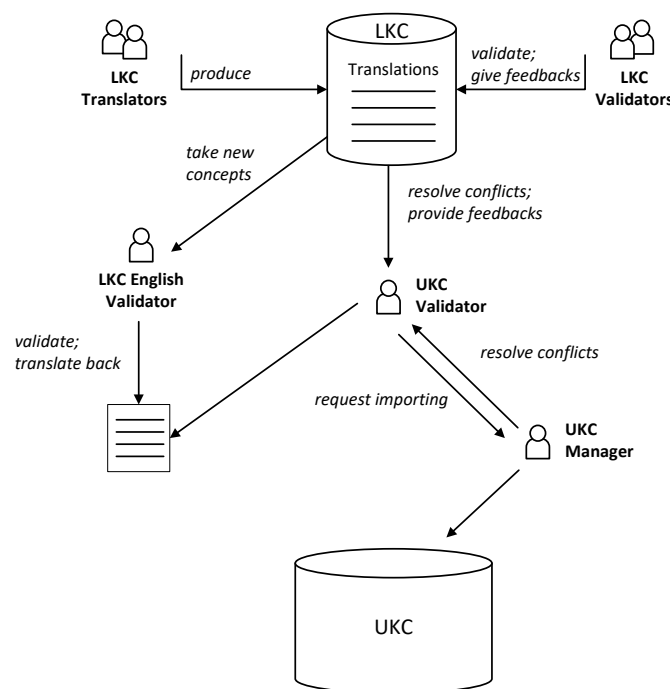 LKC
Translations
LKC
Translators
produce
validate;
give feedbacks
LKC
Validators
take new
concepts
resolve conflicts;
provide feedbacks
LKC English
Validator
UKC
Validator
validate;
translate back
resolve conflicts
request importing
UKC
Manager
UKC